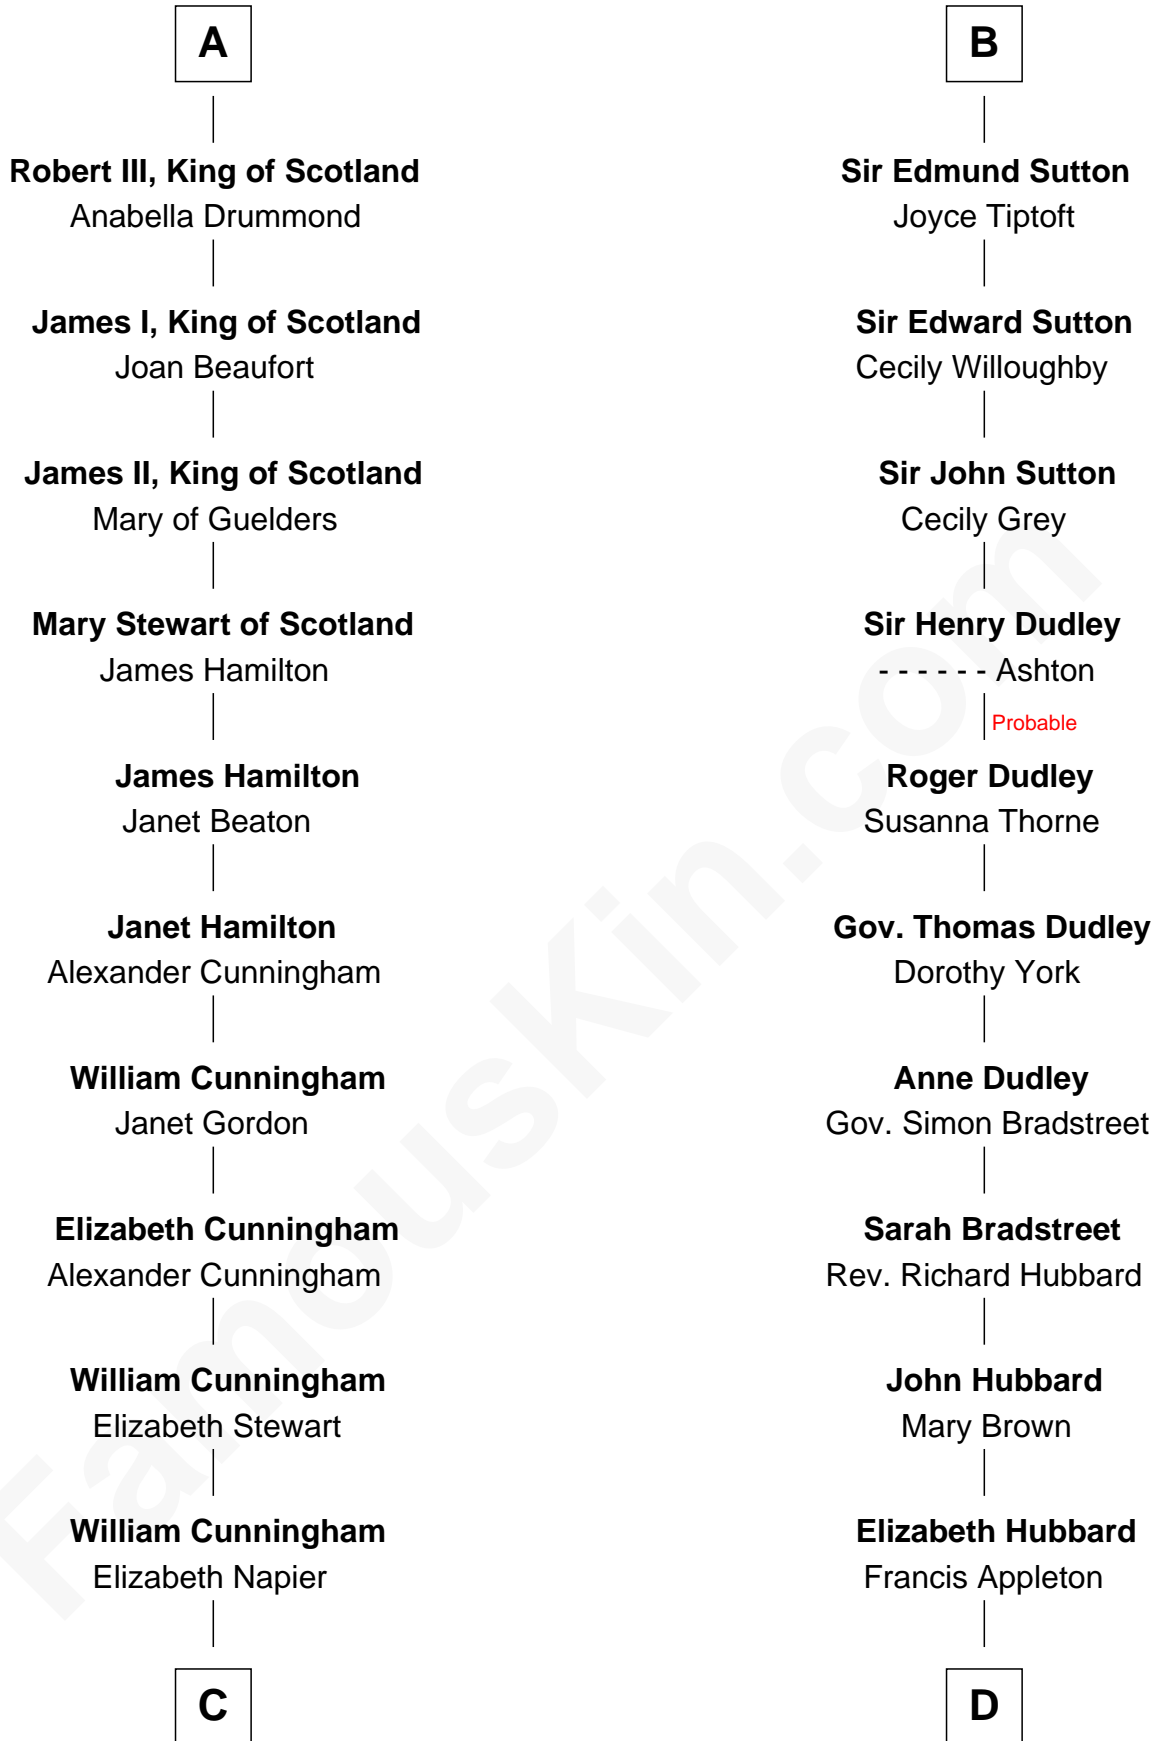 A
Robert III, King of Scotland
Anabella Drummond
James I, King of Scotland
Joan Beaufort
James II, King of Scotland
Mary of Guelders
Mary Stewart of Scotland
James Hamilton
James Hamilton
Janet Beaton
Janet Hamilton
Alexander Cunningham
William Cunningham
Janet Gordon
Elizabeth Cunningham
Alexander Cunningham
William Cunningham
Elizabeth Stewart
William Cunningham
Elizabeth Napier
C
B
Sir Edmund Sutton
Joyce Tiptoft
Sir Edward Sutton
Cecily Willoughby
Sir John Sutton
Cecily Grey
Sir Henry Dudley
- - - - - - Ashton
Probable
Roger Dudley
Susanna Thorne
Gov. Thomas Dudley
Dorothy York
Anne Dudley
Gov. Simon Bradstreet
Sarah Bradstreet
Rev. Richard Hubbard
John Hubbard
Mary Brown
Elizabeth Hubbard
Francis Appleton
D
FamousKin.com